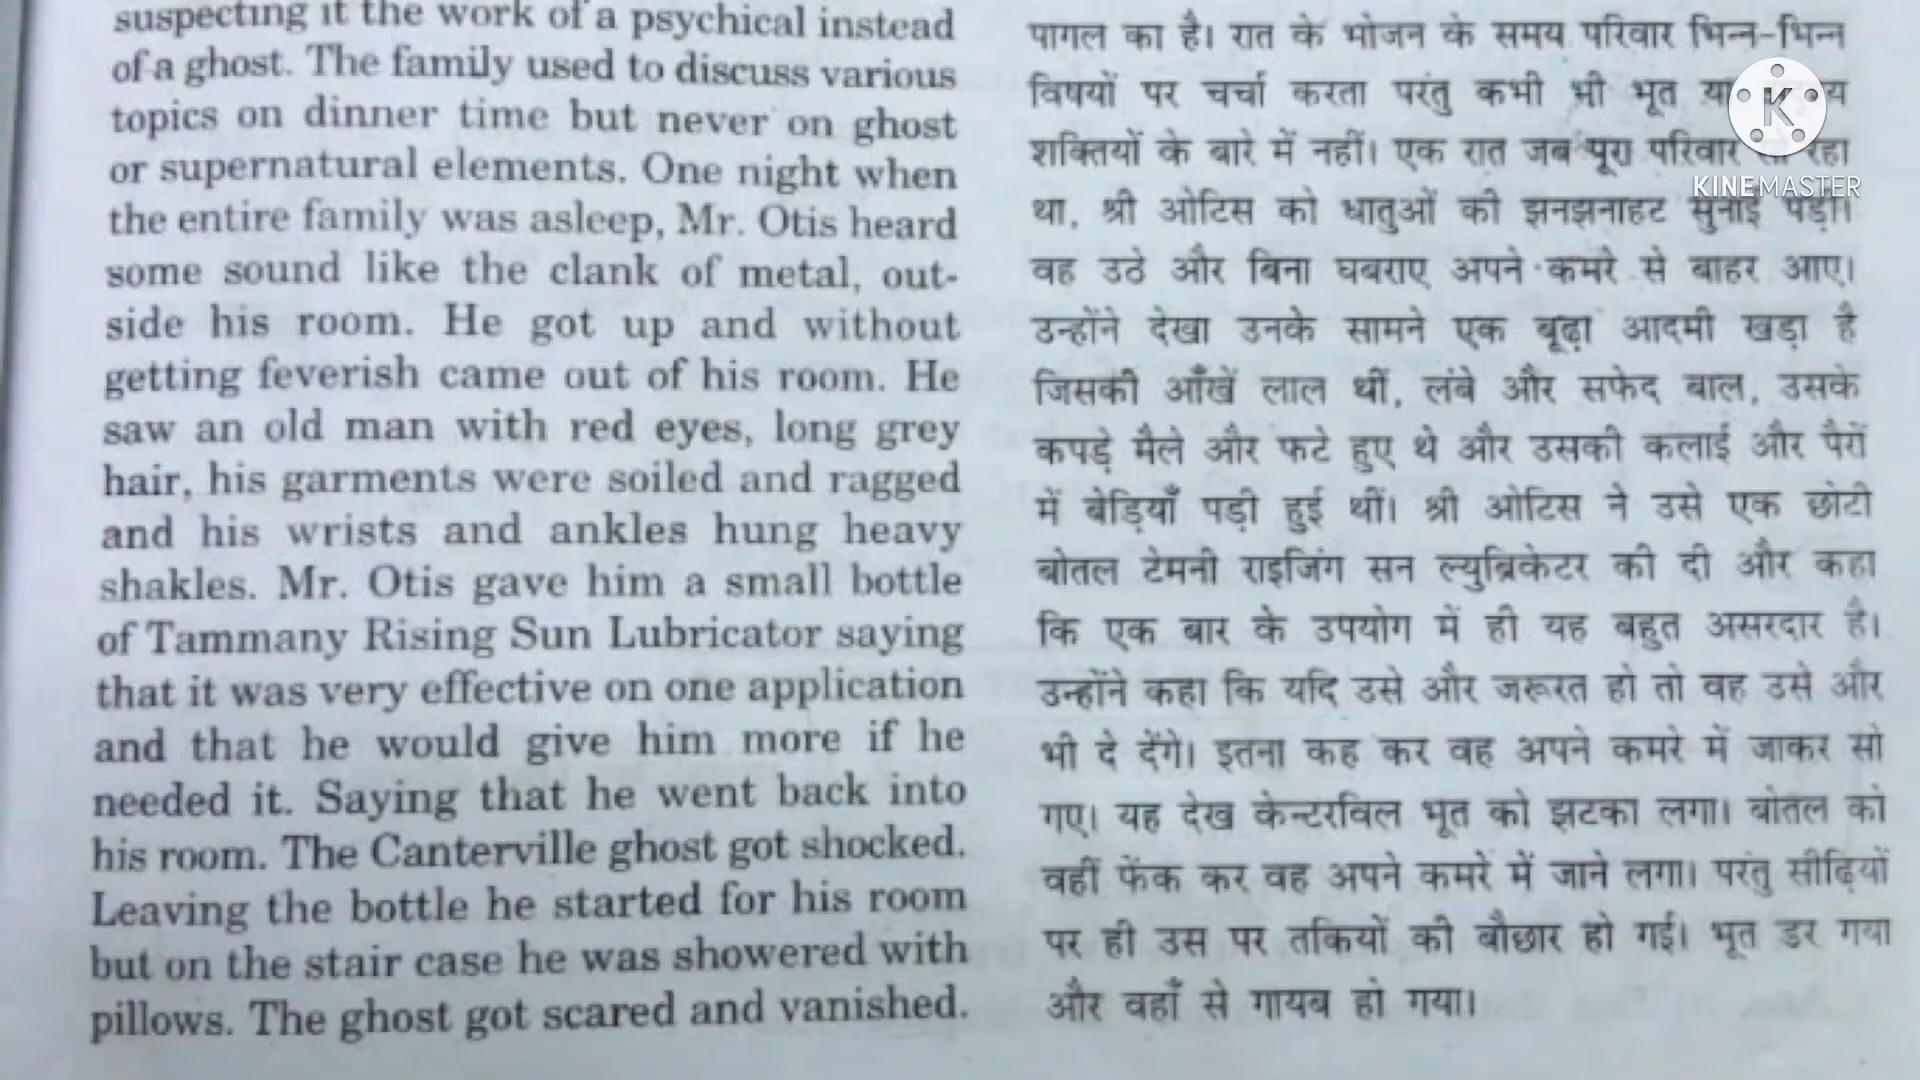 suspecting it the work of a psychical instead
of a ghost. The family used to discuss various
topics on dinner time but never on ghost
or supernatural elements. One night when
the entire family was asleep, Mr. Otis heard
some sound like the clank of metal, out-
side his room. He got up and without
getting feverish came out of his room. He
saw an old man with red eyes, long grey
hair, his garments were soiled and ragged
and his wrists and ankles hung heavy
shakles. Mr. Otis gave him a small bottle
of Tammany Rising Sun Lubricator saying
that it was very effective on one application
and that he would give him more if he
needed it. Saying that he went back into
his room. The Canterville ghost got shocked.
Leaving the bottle he started for his room
but on the stair case he was showered with
pillows. The ghost got scared and vanished.
पागल का है। रात के भोजन के समय परिवार भिन्न-भिन्न
विषयों पर चर्चा करता परंतु कभी भी भूत या
शक्तियों के बारे में नहीं। एक रात जब पूरा परिवार रहा
था, श्री ओटिस को धातुओं की झनझनाहट सुनाई पड़ी।
वह उठे और बिना घबराए अपने कमरे से बाहर आए।
उन्होंने देखा उनके सामने एक बूढ़ा आदमी खड़ा है
जिसकी आँखें लाल थीं, लंबे और सफेद बाल, उसके
कपड़े मैले और फटे हुए थे और उसकी कलाई और पैरों
में बेड़ियाँ पड़ी हुई थीं। श्री ओटिस ने उसे एक छोटी
बोतल टेमनी राइजिंग सन ल्युब्रिकेटर की दी और कहा
कि एक बार के उपयोग में ही यह बहुत असरदार है।
उन्होंने कहा कि यदि उसे और जरूरत हो तो वह उसे और
भी दे देंगे। इतना कह कर वह अपने कमरे में जाकर सो
गए। यह देख केन्टरविल भूत को झटका लगा। बोतल को
वहीं फेंक कर वह अपने कमरे में जाने लगा। परंतु सीढ़ियों
पर ही उस पर तकियों की बौछार हो गई। भूत डर गया
और वहाँ से गायब हो गया।
K
KINEMASTER